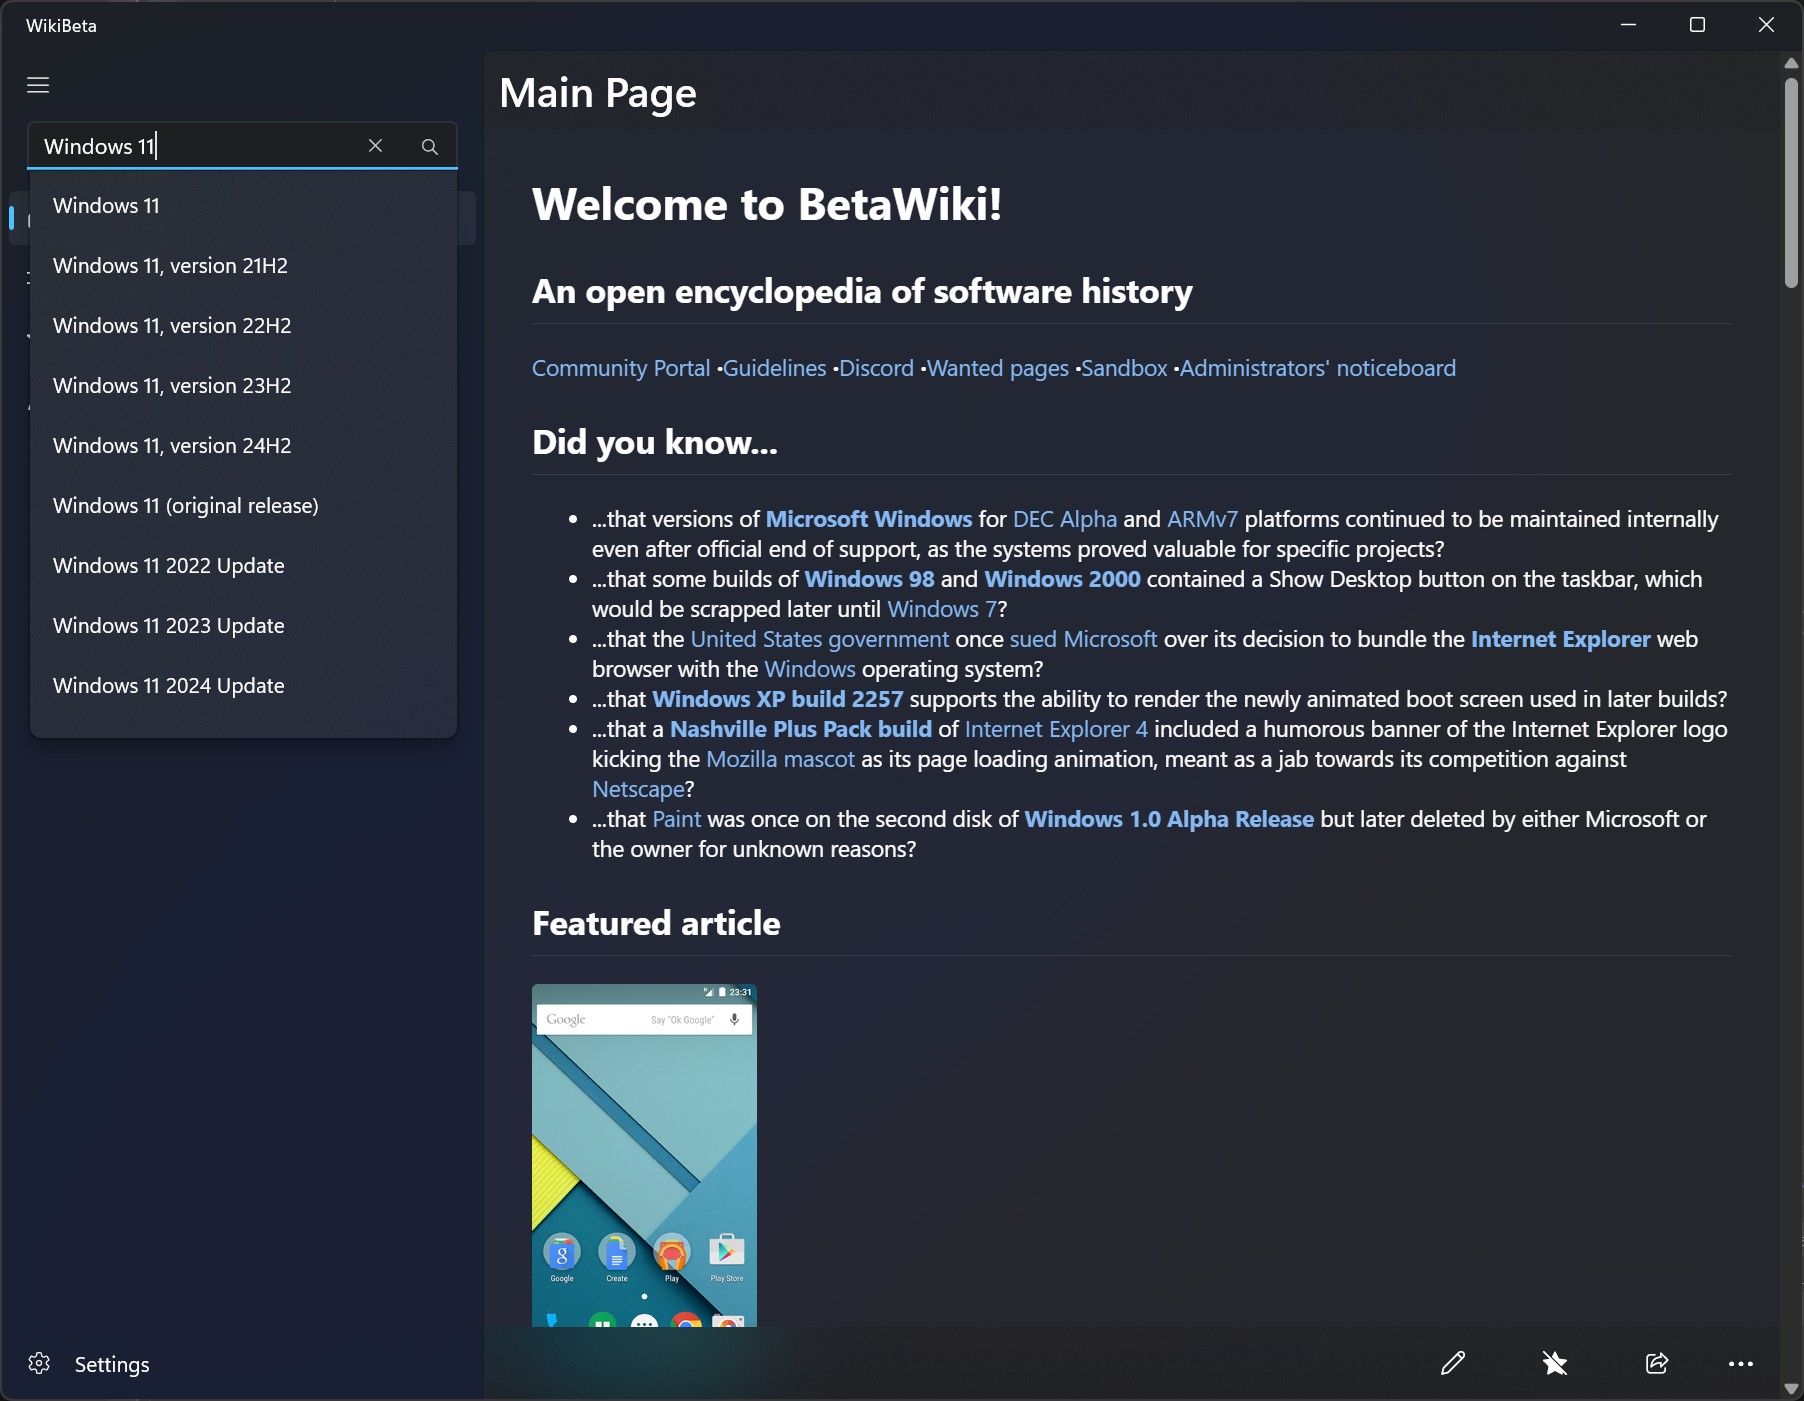 WikiBeta
Windows 11
Windows 11
Windows 11, version 21H2
Windows 11, version 22H2
Windows 11, version 23H2
Windows 11, version 24H2
Windows 11 (original release)
Windows 11 2022 Update
Windows 11 2023 Update
Windows 11 2024 Update
Settings
Main Page
Welcome to BetaWiki!
An open encyclopedia of software history
Community Portal •Guidelines •Discord •Wanted pages •Sandbox •Administrators' noticeboard
Did you know...
• ...that versions of Microsoft Windows for DEC Alpha and ARMv7 platforms continued to be maintained internally
even after official end of support, as the systems proved valuable for specific projects?
• ...that some builds of Windows 98 and Windows 2000 contained a Show Desktop button on the taskbar, which
would be scrapped later until Windows 7?
• ...that the United States government once sued Microsoft over its decision to bundle the Internet Explorer web
browser with the Windows operating system?
• ...that Windows XP build 2257 supports the ability to render the newly animated boot screen used in later builds?
• ...that a Nashville Plus Pack build of Internet Explorer 4 included a humorous banner of the Internet Explorer logo
kicking the Mozilla mascot as its page loading animation, meant as a jab towards its competition against
Netscape?
• ...that Paint was once on the second disk of Windows 1.0 Alpha Release but later deleted by either Microsoft or
the owner for unknown reasons?
Featured article
23:31
Google Say "Ok Google"
Google Create Play Play Store